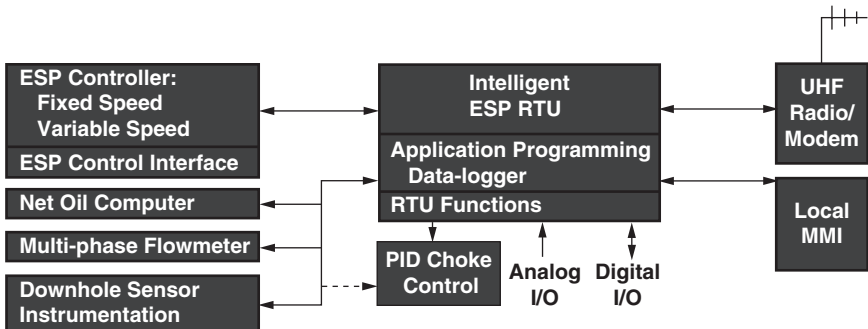 ESP Controller:
Fixed Speed
Variable Speed
ESP Control Interface
Net Oil Computer
Multi-phase Flowmeter
Downhole Sensor
Instrumentation
Intelligent
ESP RTU
Application Programming
Data-logger
RTU Functions
PID Choke
Control
Analog
I/O
Digital
I/O
UHF
Radio/
Modem
Local
MMI